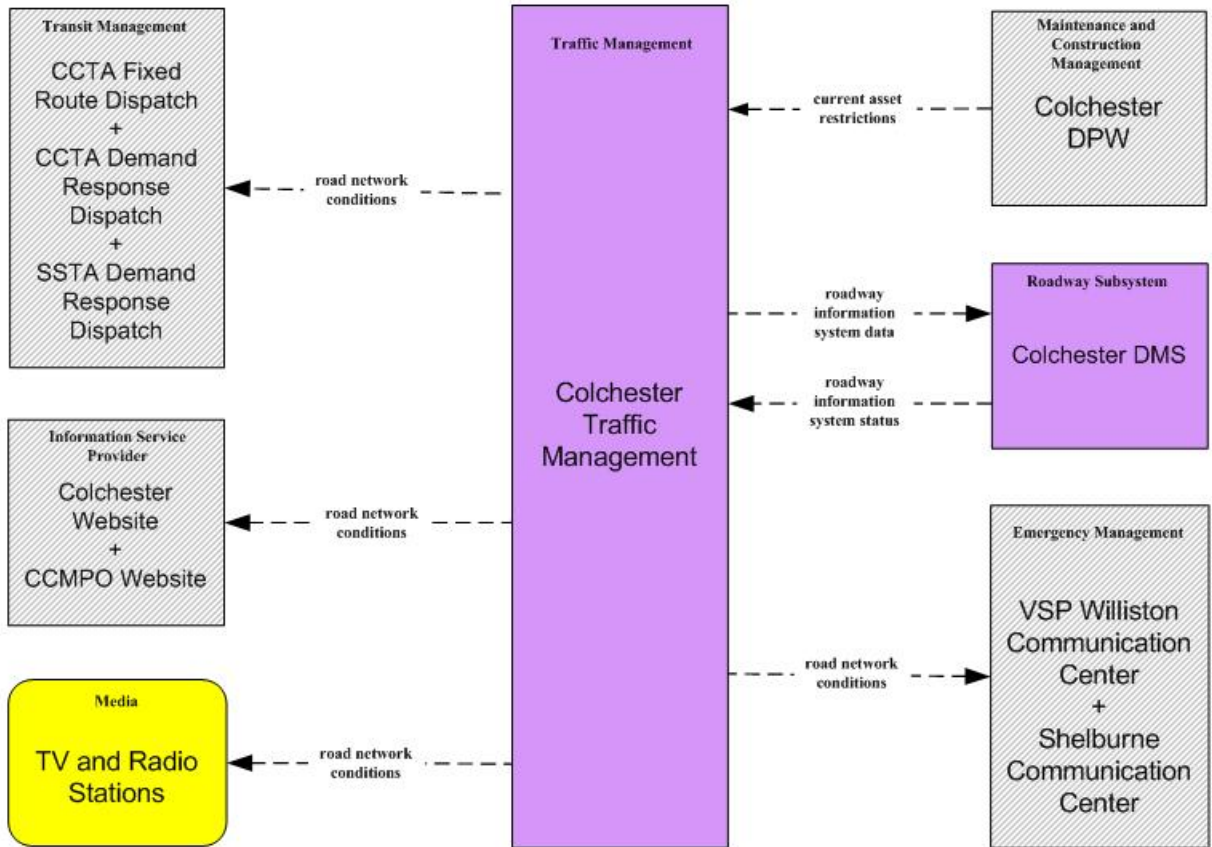 Transit Management
CCTA Fixed
Route Dispatch
+
CCTA Demand
Response
Dispatch
+
SSTA Demand
Response
Dispatch
road network
conditions
Information Service
Provider
Colchester
Website
+
CCMPO Website
road network
conditions
Media
TV and Radio
Stations
road network
conditions
Traffic Management
Colchester
Traffic
Management
Maintenance and
Construction
Management
Colchester
DPW
current asset
restrictions
Roadway Subsystem
Colchester DMS
roadway
information
system data
roadway
information
system status
Emergency Management
VSP Williston
Communication
Center
+
Shelburne
Communication
Center
road network
conditions